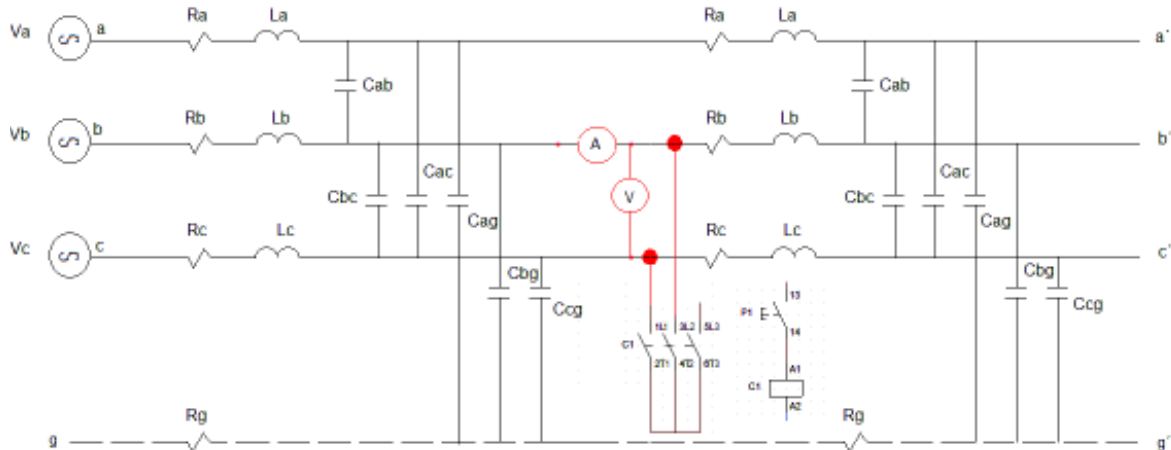 Ra La Ra La
Va a a'
Cab Cab
Rb Lb Rb Lb
Vb b A b'
Cac Cac
Cbc V Cbc
Cag Cag
Rc Lc Rc Lc
Vc c c'
Cbg Cbg
Ccg Ccg
13
P1
14
1L1 3L2 5L3
C1
2T1 4T2 6T3
A1
C1
A2
Rg Rg
g g'